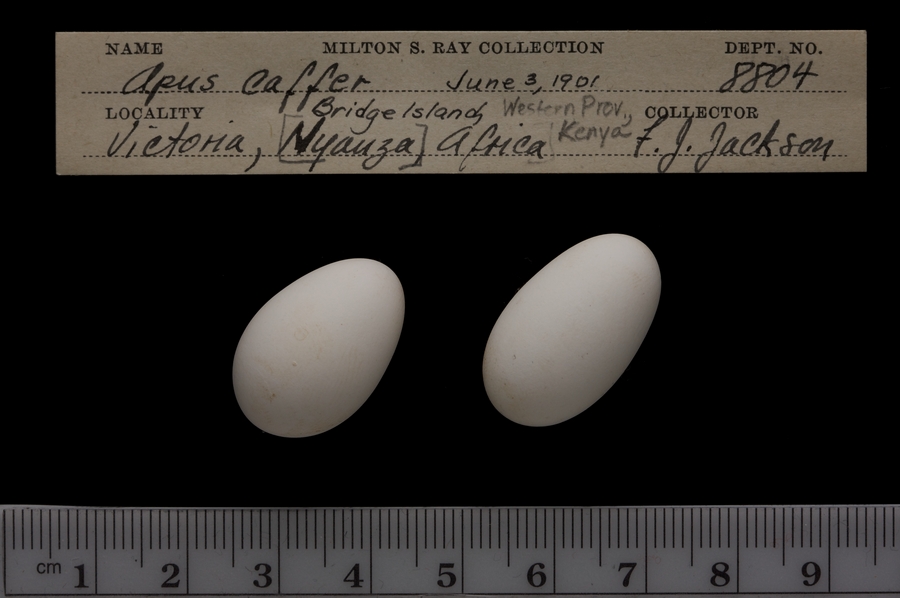 NAME MILTON S. RAY COLLECTION DEPT. NO.
Apus caffer June 3, 1901 8804
LOCALITY Bridge Island, Western Prov., COLLECTOR
Victoria, [Nyanza] Africa Kenya F. J. Jackson
cm 1 2 3 4 5 6 7 8 9